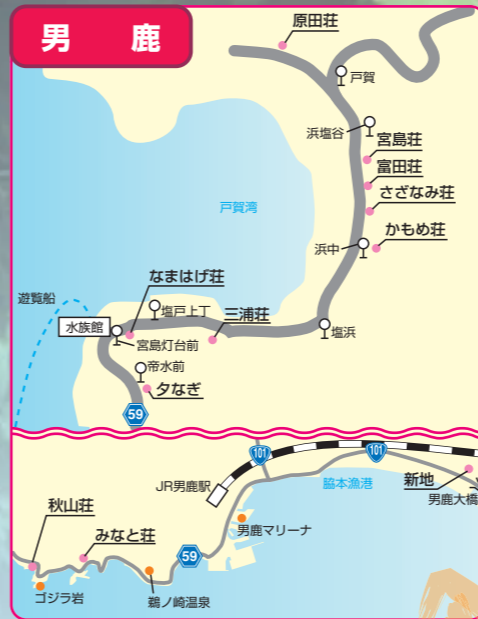 男 鹿
原田荘
戸賀
浜塩谷
宮島荘
富田荘
さざなみ荘
戸賀湾
かもめ荘
浜中
なまはげ荘
遊覧船
塩戸上丁
三浦荘
水族館
塩浜
宮島灯台前
帝水前
夕なぎ
59
101
101
JR男鹿駅
脇本漁港
新地
男鹿大橋
秋山荘
男鹿マリーナ
みなと荘
59
ゴジラ岩
鵜ノ崎温泉